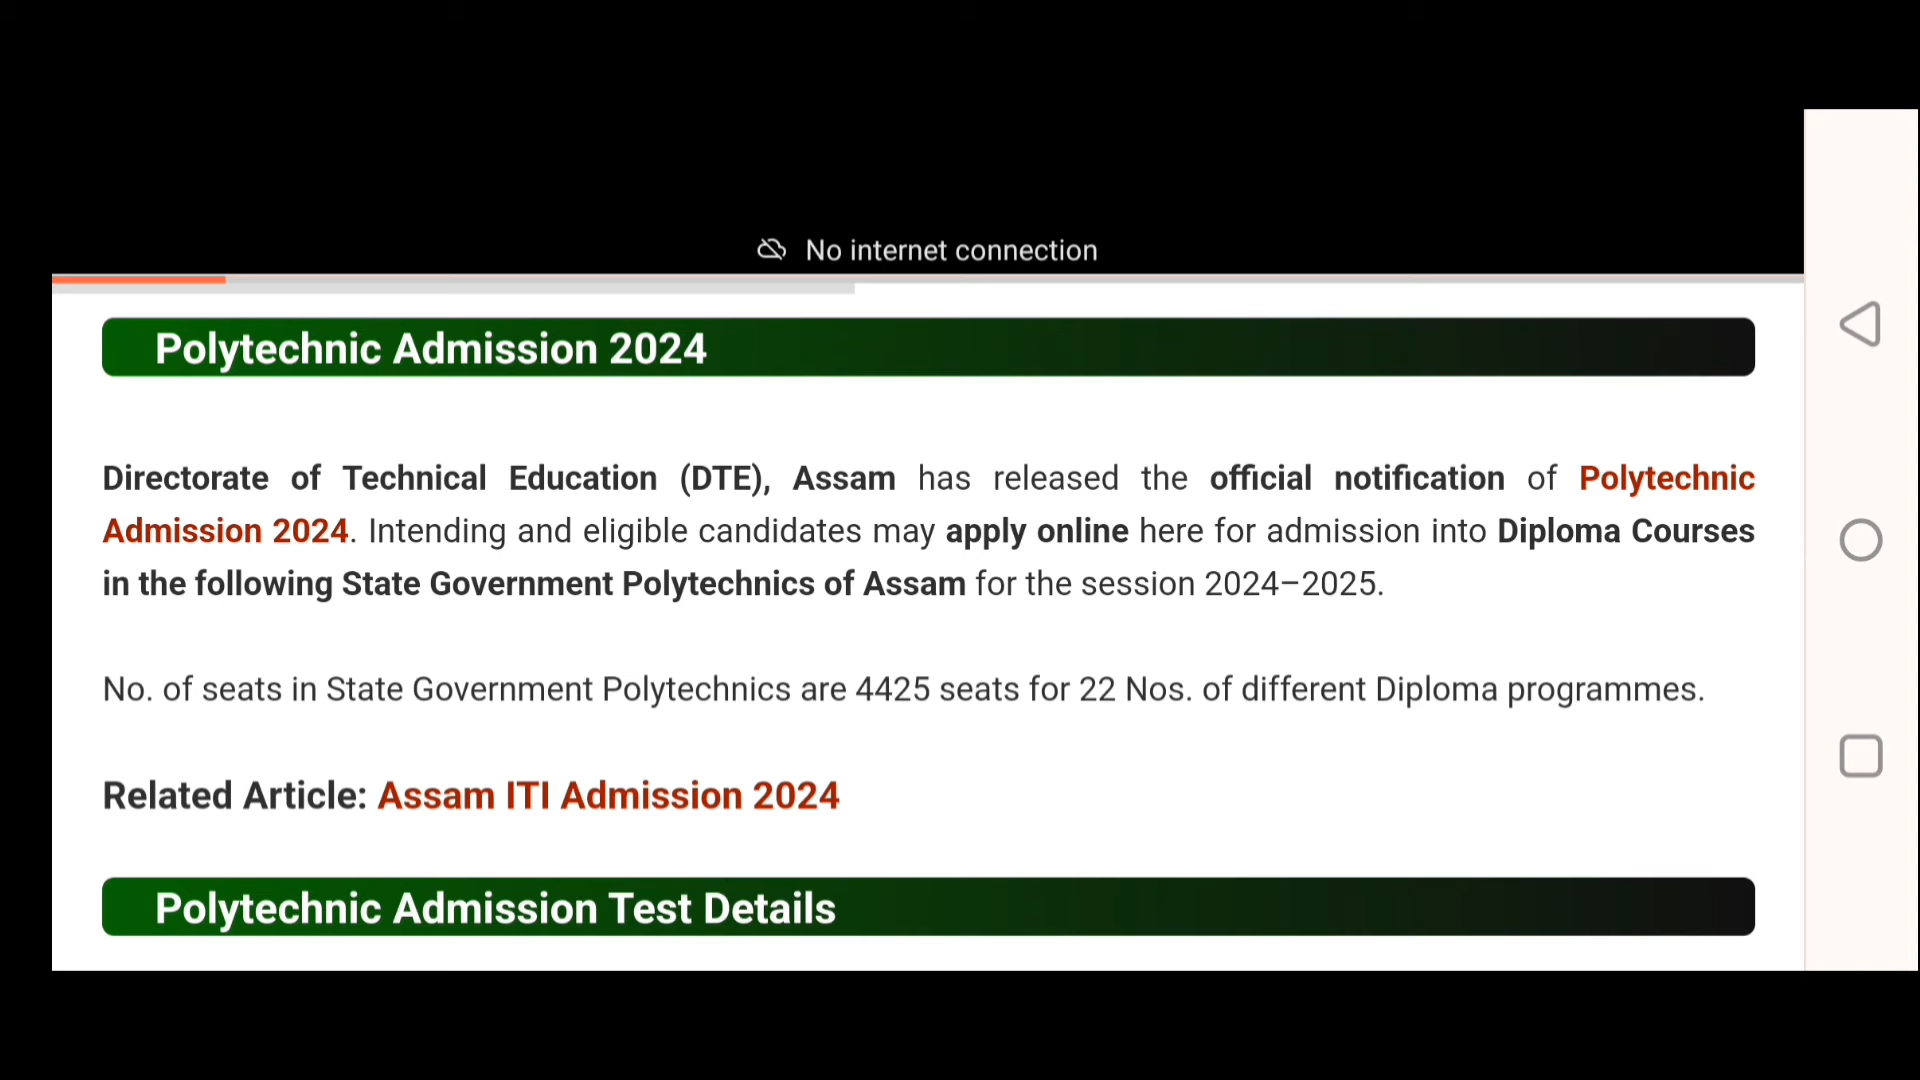 No internet connection
Polytechnic Admission 2024
Directorate of Technical Education (DTE), Assam has released the official notification of Polytechnic
Admission 2024. Intending and eligible candidates may apply online here for admission into Diploma Courses
in the following State Government Polytechnics of Assam for the session 2024–2025.
No. of seats in State Government Polytechnics are 4425 seats for 22 Nos. of different Diploma programmes.
Related Article: Assam ITI Admission 2024
Polytechnic Admission Test Details